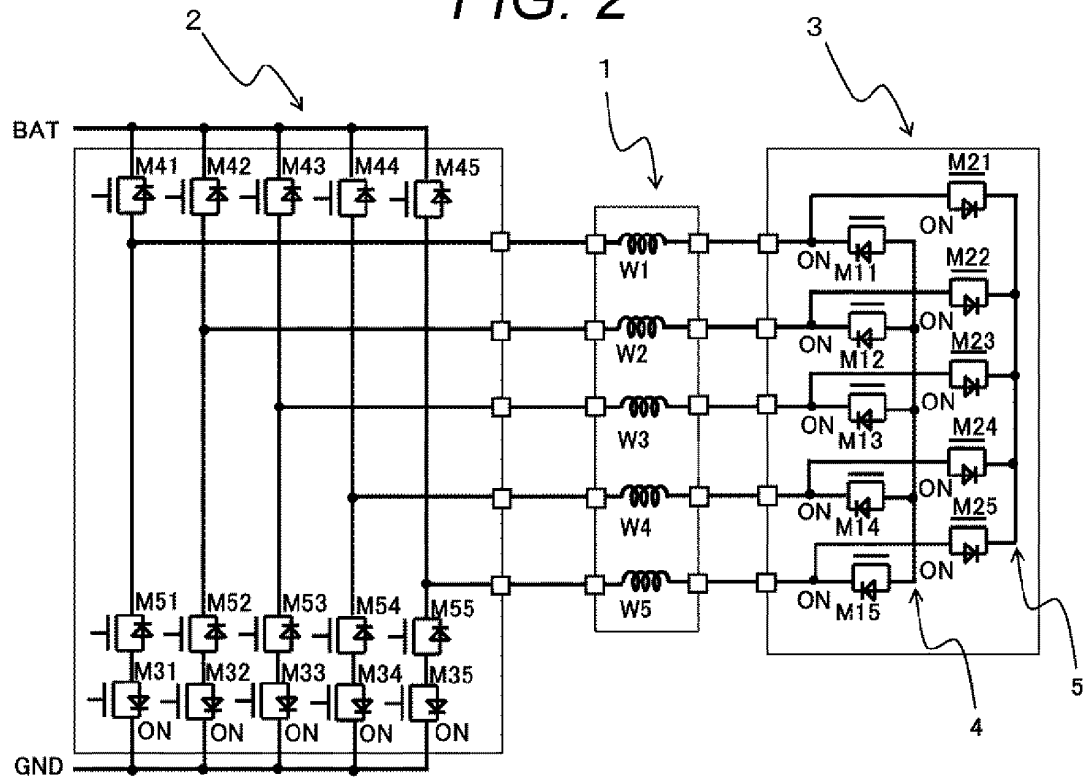 FIG. 2
2
1
3
BAT
M41
M42
M43
M44
M45
M21
ON
W1
ON
M11
M22
ON
W2
ON
M12
M23
ON
W3
ON
M13
M24
ON
W4
ON
M14
M25
ON
W5
ON
M15
M51
M52
M53
M54
M55
M31
M32
M33
M34
M35
ON
ON
ON
ON
ON
5
4
GND